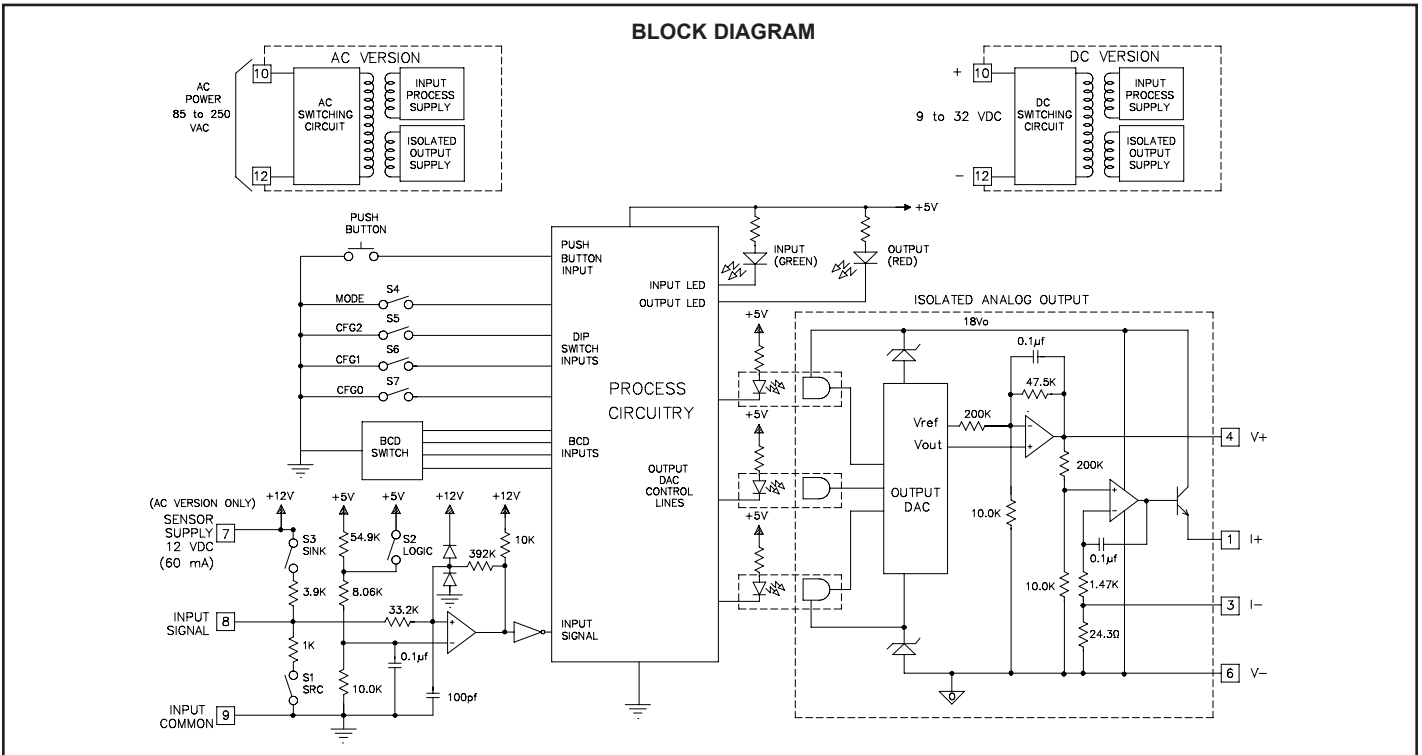 BLOCK DIAGRAM
AC VERSION
AC
POWER
85 to 250
VAC
10
12
AC
SWITCHING
CIRCUIT
INPUT
PROCESS
SUPPLY
ISOLATED
OUTPUT
SUPPLY
DC VERSION
+ 10
9 to 32 VDC
- 12
DC
SWITCHING
CIRCUIT
INPUT
PROCESS
SUPPLY
ISOLATED
OUTPUT
SUPPLY
PUSH
BUTTON
MODE
S4
CFG2
S5
CFG1
S6
CFG0
S7
BCD
SWITCH
PUSH
BUTTON
INPUT
DIP
SWITCH
INPUTS
BCD
INPUTS
PROCESS
CIRCUITRY
INPUT LED
OUTPUT LED
OUTPUT
DAC
CONTROL
LINES
INPUT
SIGNAL
+5V
INPUT
(GREEN)
OUTPUT
(RED)
+5V
+5V
+5V
(AC VERSION ONLY)
SENSOR
SUPPLY
12 VDC
(60 mA)
7
+12V
+5V
+5V
+12V
+12V
S3
SINK
54.9K
S2
LOGIC
392K
10K
3.9K
8.06K
33.2K
INPUT
SIGNAL
8
+
-
1K
0.1µf
S1
SRC
10.0K
100pf
INPUT
COMMON
9
ISOLATED ANALOG OUTPUT
18Vo
0.1µf
47.5K
200K
Vref
Vout
-
+
OUTPUT
DAC
200K
10.0K
+
-
0.1µf
10.0K
1.47K
24.3Ω
0
4 V+
1 I+
3 I-
6 V-